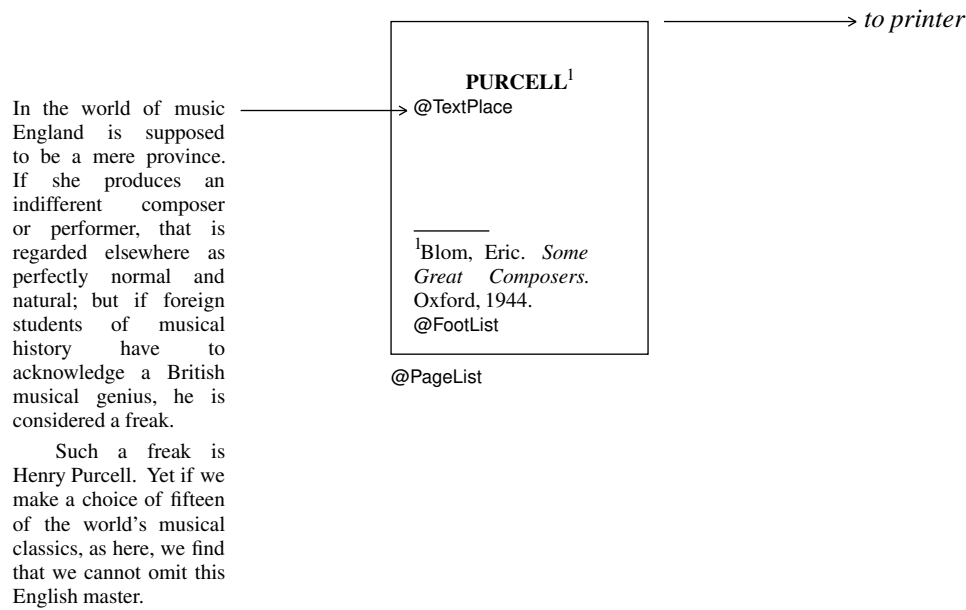 to printer
PURCELL1
@TextPlace
In the world of music
England is supposed
to be a mere province.
If she produces an
indifferent composer
or performer, that is
regarded elsewhere as
perfectly normal and
natural; but if foreign
students of musical
history have to
acknowledge a British
musical genius, he is
considered a freak.
Such a freak is
Henry Purcell. Yet if we
make a choice of fifteen
of the world's musical
classics, as here, we find
that we cannot omit this
English master.
1Blom, Eric. Some
Great Composers.
Oxford, 1944.
@FootList
@PageList